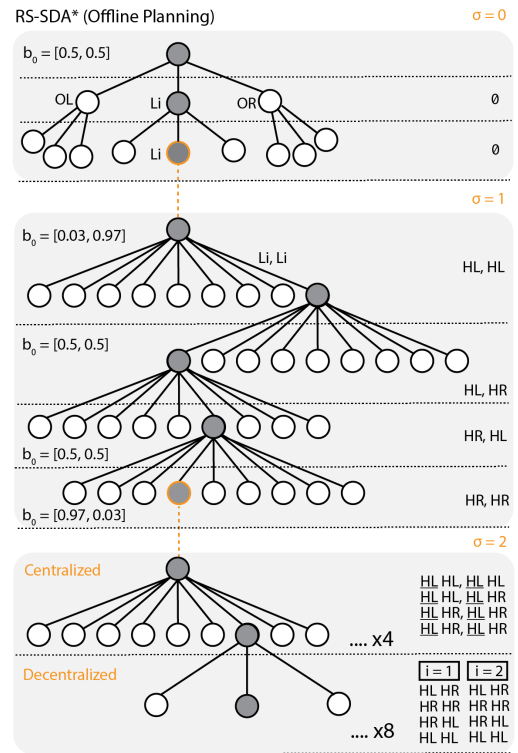 RS-SDA* (Offline Planning) σ = 0
b₀ = [0.5, 0.5]
OL Li OR 0
Li 0
σ = 1
b₀ = [0.03, 0.97]
Li, Li
HL, HL
b₀ = [0.5, 0.5]
HL, HR
HR, HL
b₀ = [0.5, 0.5]
HR, HR
b₀ = [0.97, 0.03]
σ = 2
Centralized
HL HL, HL HL
HL HL, HL HR
HL HR, HL HR
HL HR, HL HR
.... x4
Decentralized
i = 1 i = 2
HL HR HL HR
HR HR HR HR
HR HL HR HL
HL HL HL HL
.... x8